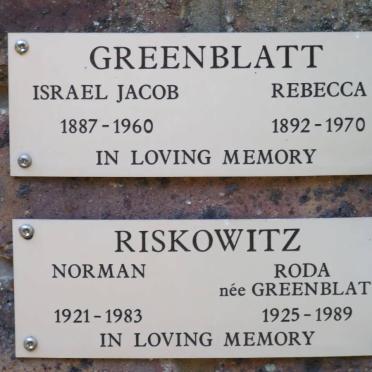 GREENBLATT
ISRAEL JACOB REBECCA
1887-1960 1892-1970
IN LOVING MEMORY
RISKOWITZ
NORMAN RODA
née GREENBLAT
1921-1983 1925-1989
IN LOVING MEMORY